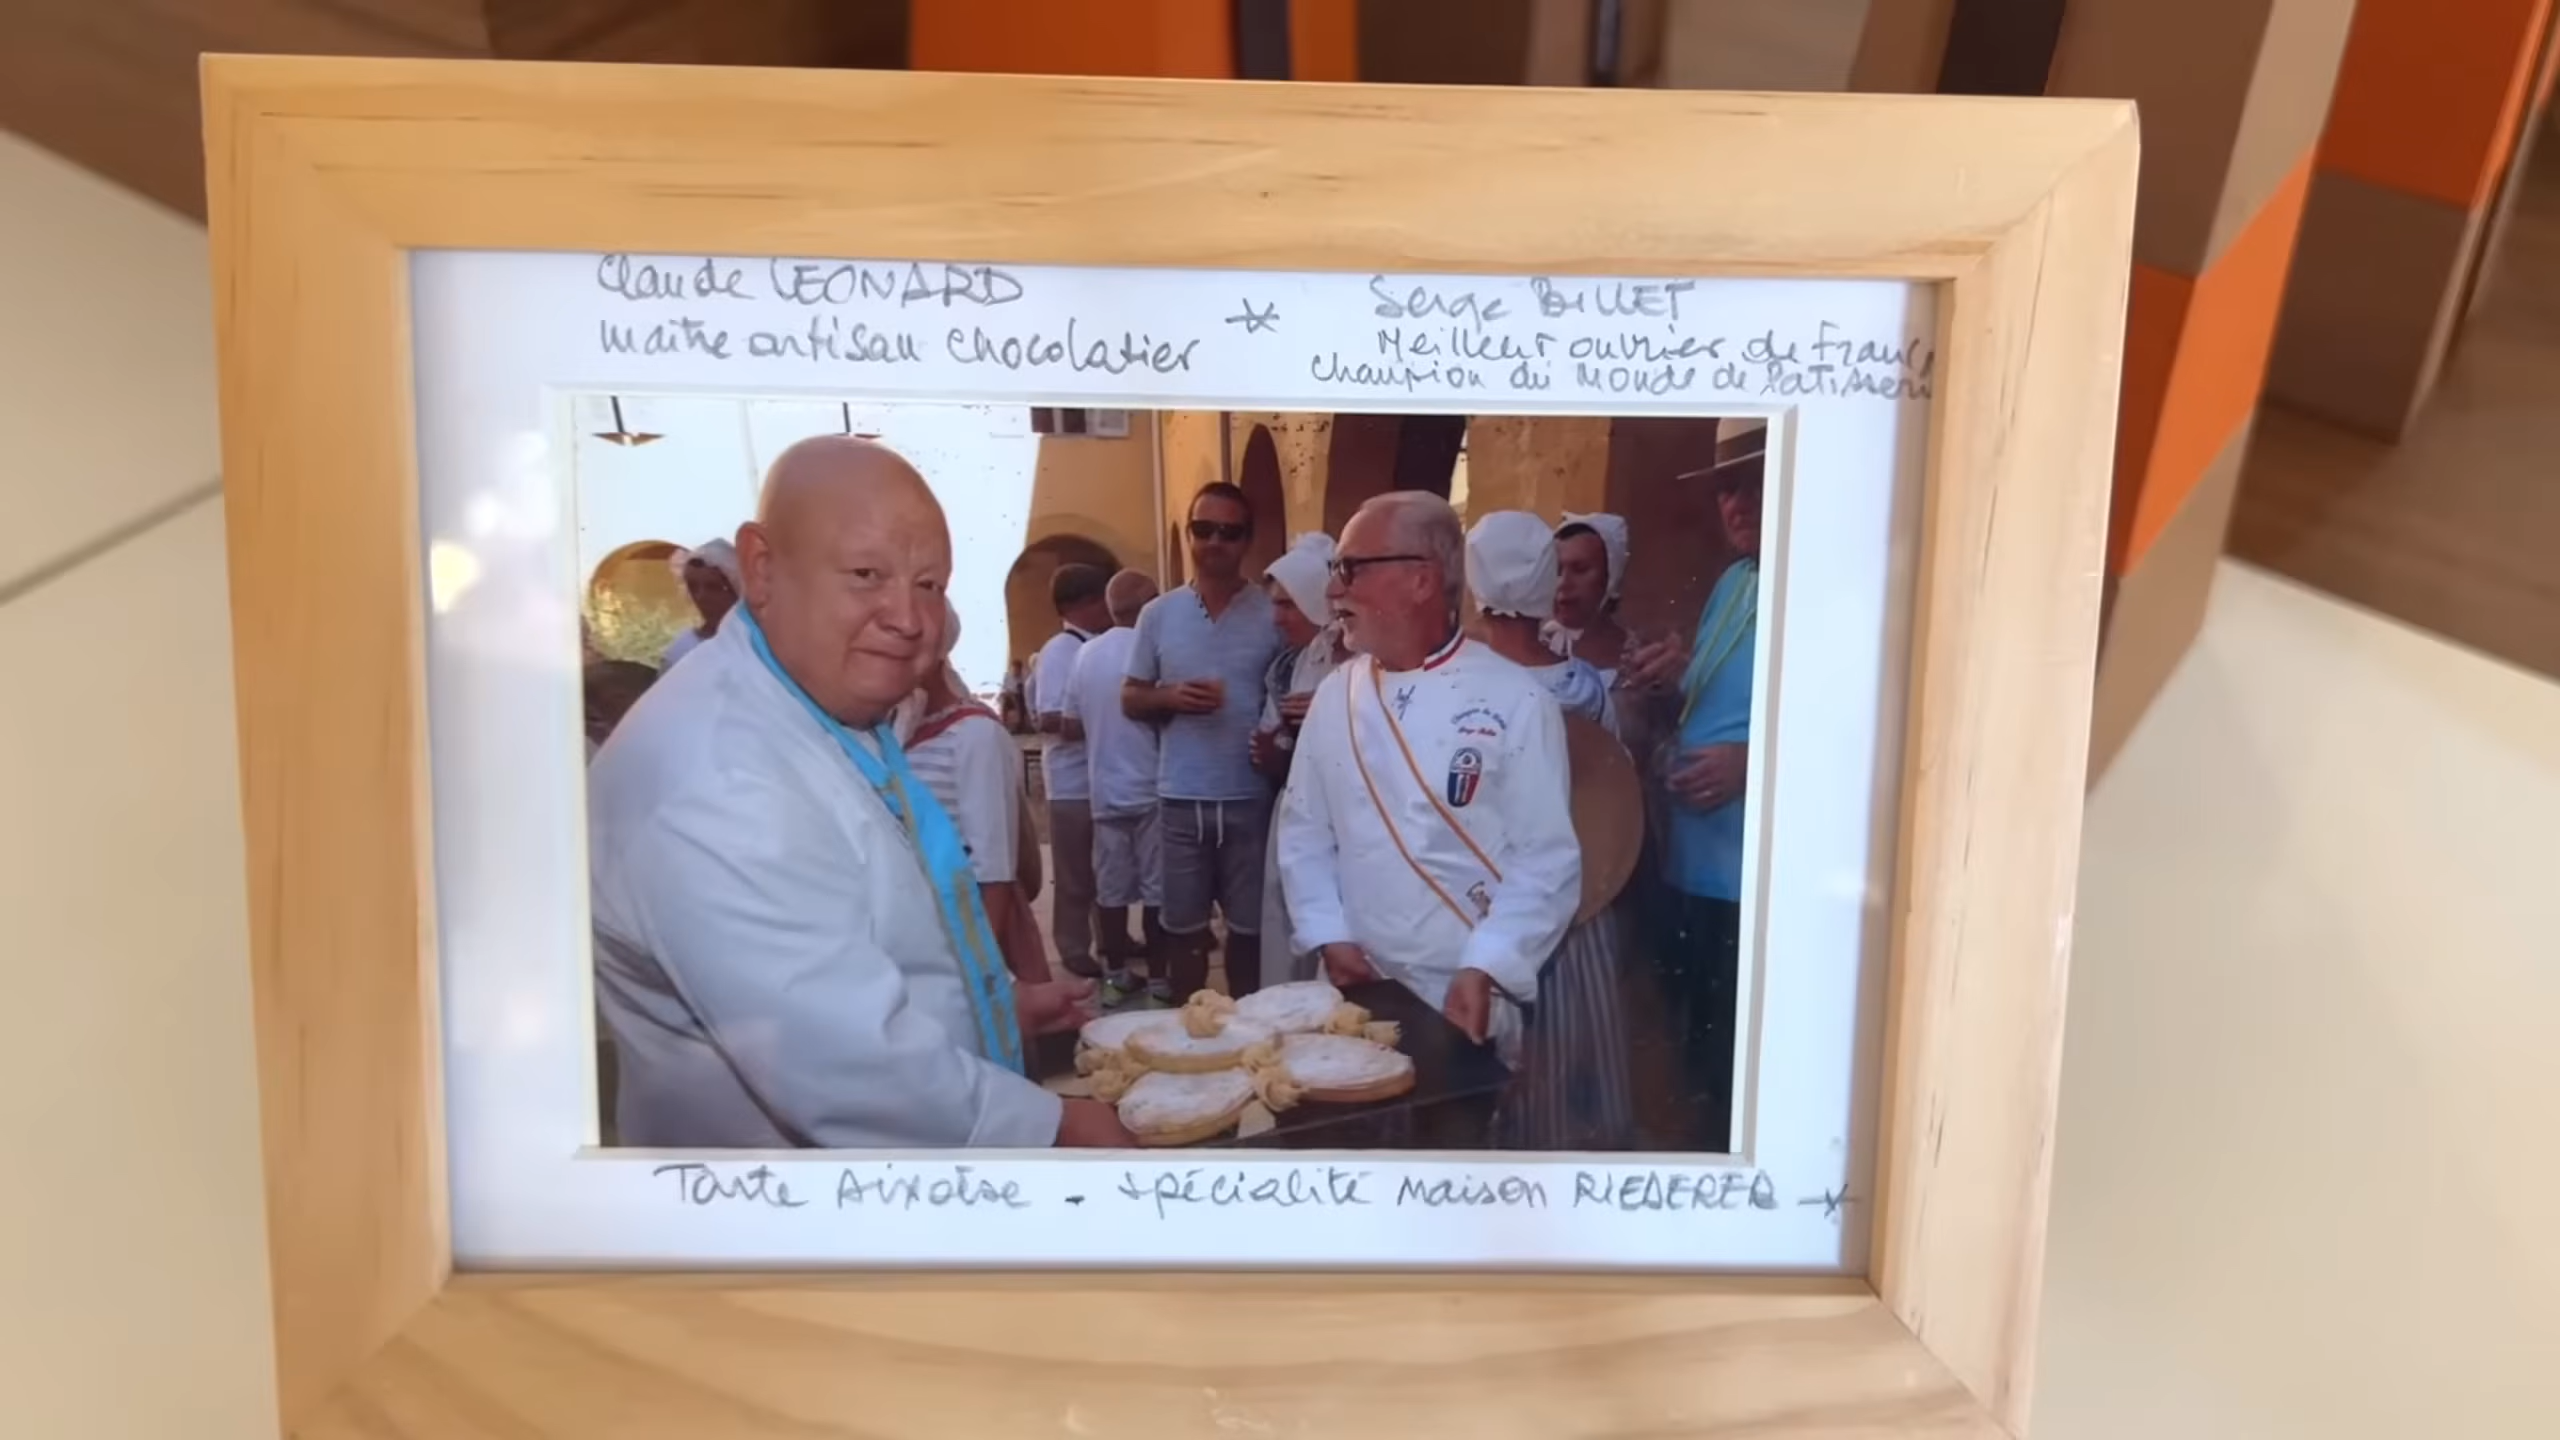 Claude LEONARD
Maître artisan Chocolatier
Serge BILLET
Meilleur ouvrier de France
Champion du Monde de Patisserie
Tarte Aixoise - spécialité Maison RIEDERER